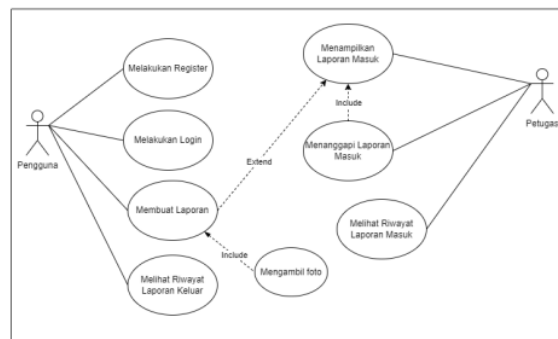 Menampilkan
Laporan Masuk
Melakukan Register
Include
Pengguna
Petugas
Melakukan Login
Menanggapi Laporan
Masuk
Extend
Membuat Laporan
Melihat Riwayat
Laporan Masuk
Include
Mengambil foto
Melihat Riwayat
Laporan Keluar